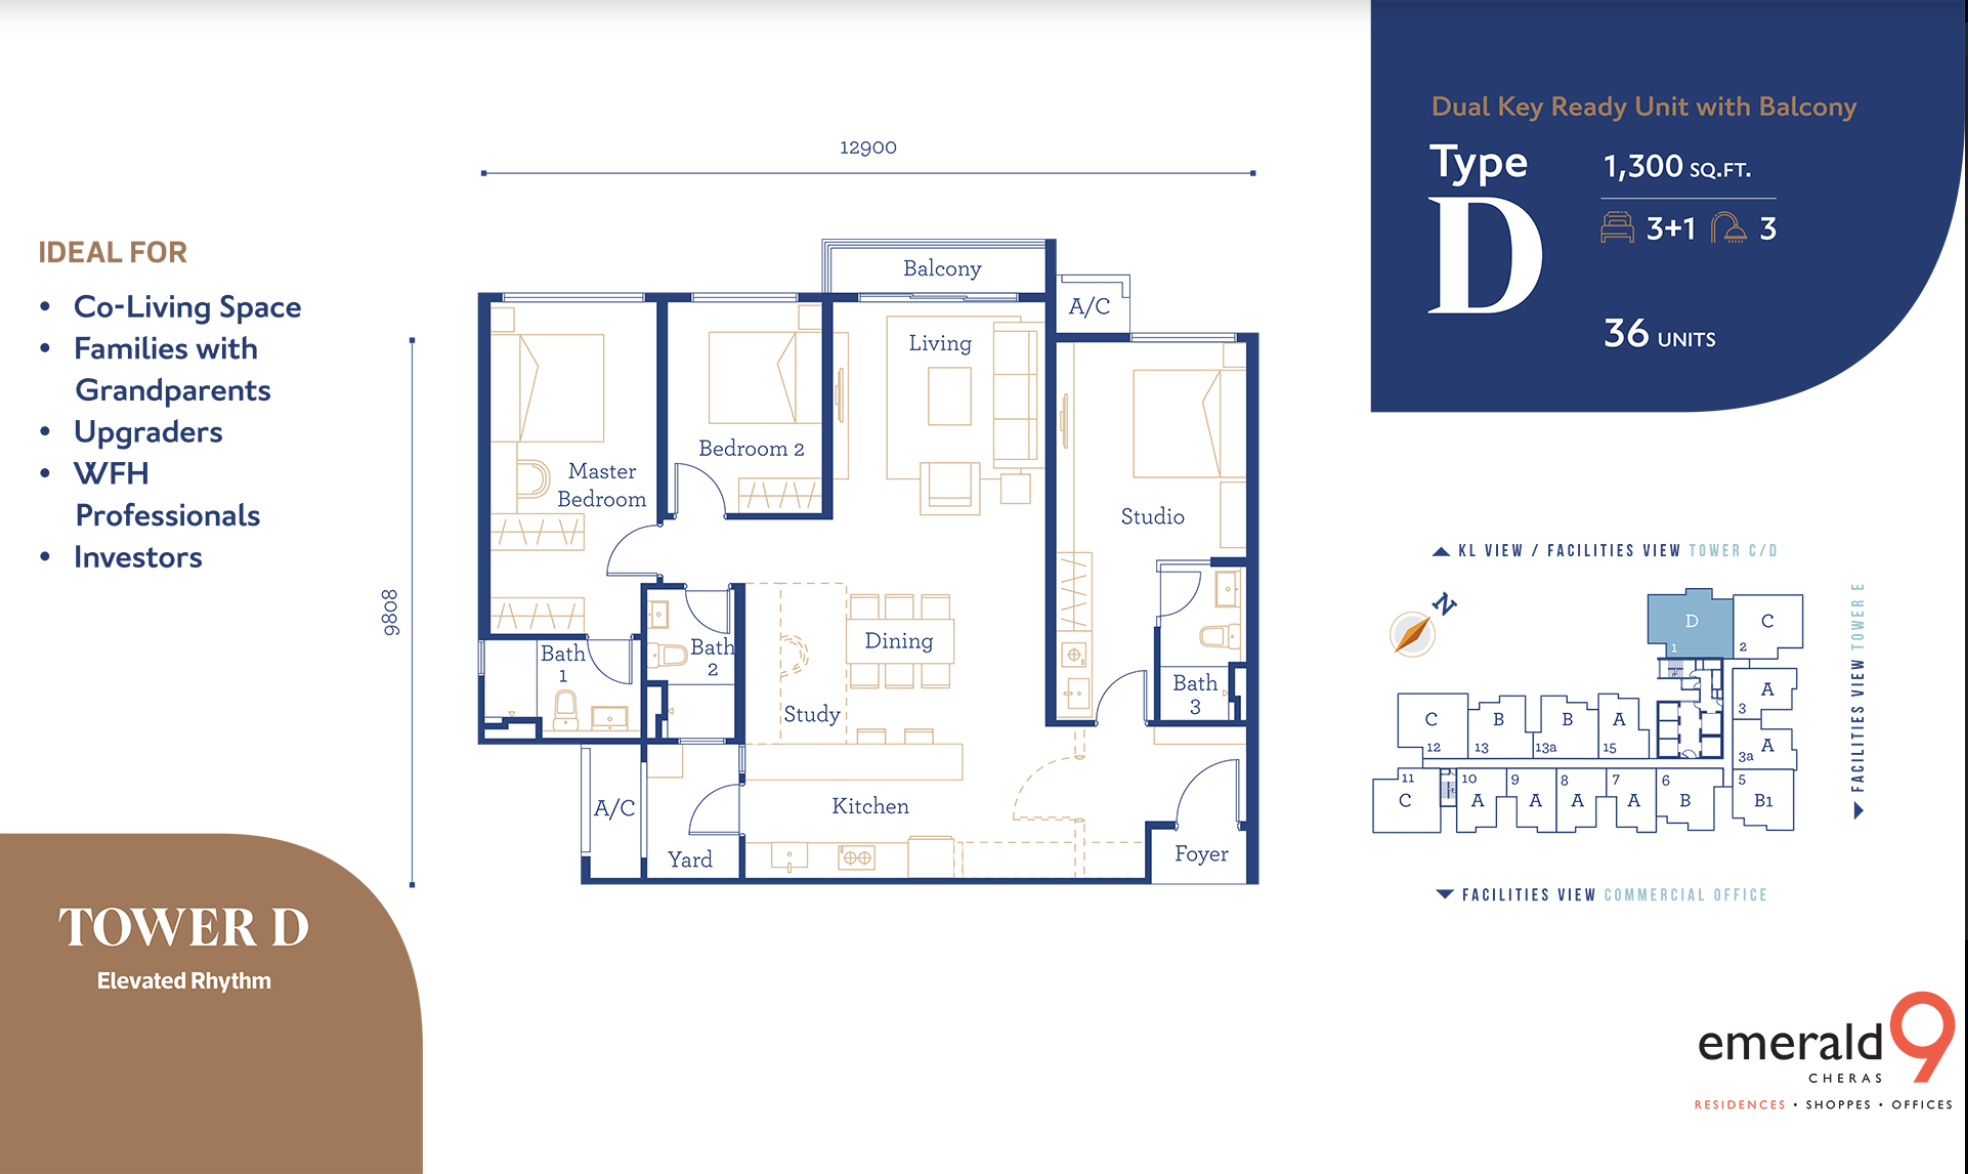 Dual Key Ready Unit with Balcony
Type
D
1,300 SQ.FT.
3+1
3
36 UNITS
IDEAL FOR
• Co-Living Space
• Families with
Grandparents
• Upgraders
• WFH
Professionals
• Investors
12900
9808
Balcony
A/C
Living
Bedroom 2
Master
Bedroom
Studio
Bath
1
Bath
2
Dining
Bath
3
Study
A/C
Kitchen
Yard
Foyer
KL VIEW / FACILITIES VIEW TOWER C/D
N
D
1
C
2
A
3
A
3a
C
12
B
13
B
13a
A
15
11
C
10
A
9
A
8
A
7
A
6
B
5
B1
FACILITIES VIEW TOWER E
FACILITIES VIEW COMMERCIAL OFFICE
TOWER D
Elevated Rhythm
emerald 9
CHERAS
RESIDENCES • SHOPPES • OFFICES